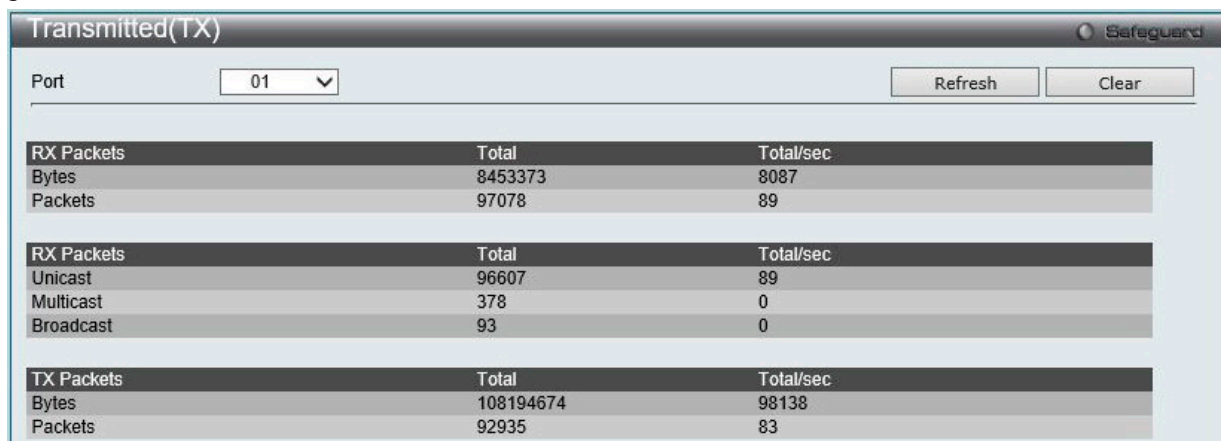 Transmitted(TX) Safeguard
Port 01 Refresh Clear
RX Packets Total Total/sec
Bytes 8453373 8087
Packets 97078 89
RX Packets Total Total/sec
Unicast 96607 89
Multicast 378 0
Broadcast 93 0
TX Packets Total Total/sec
Bytes 108194674 98138
Packets 92935 83